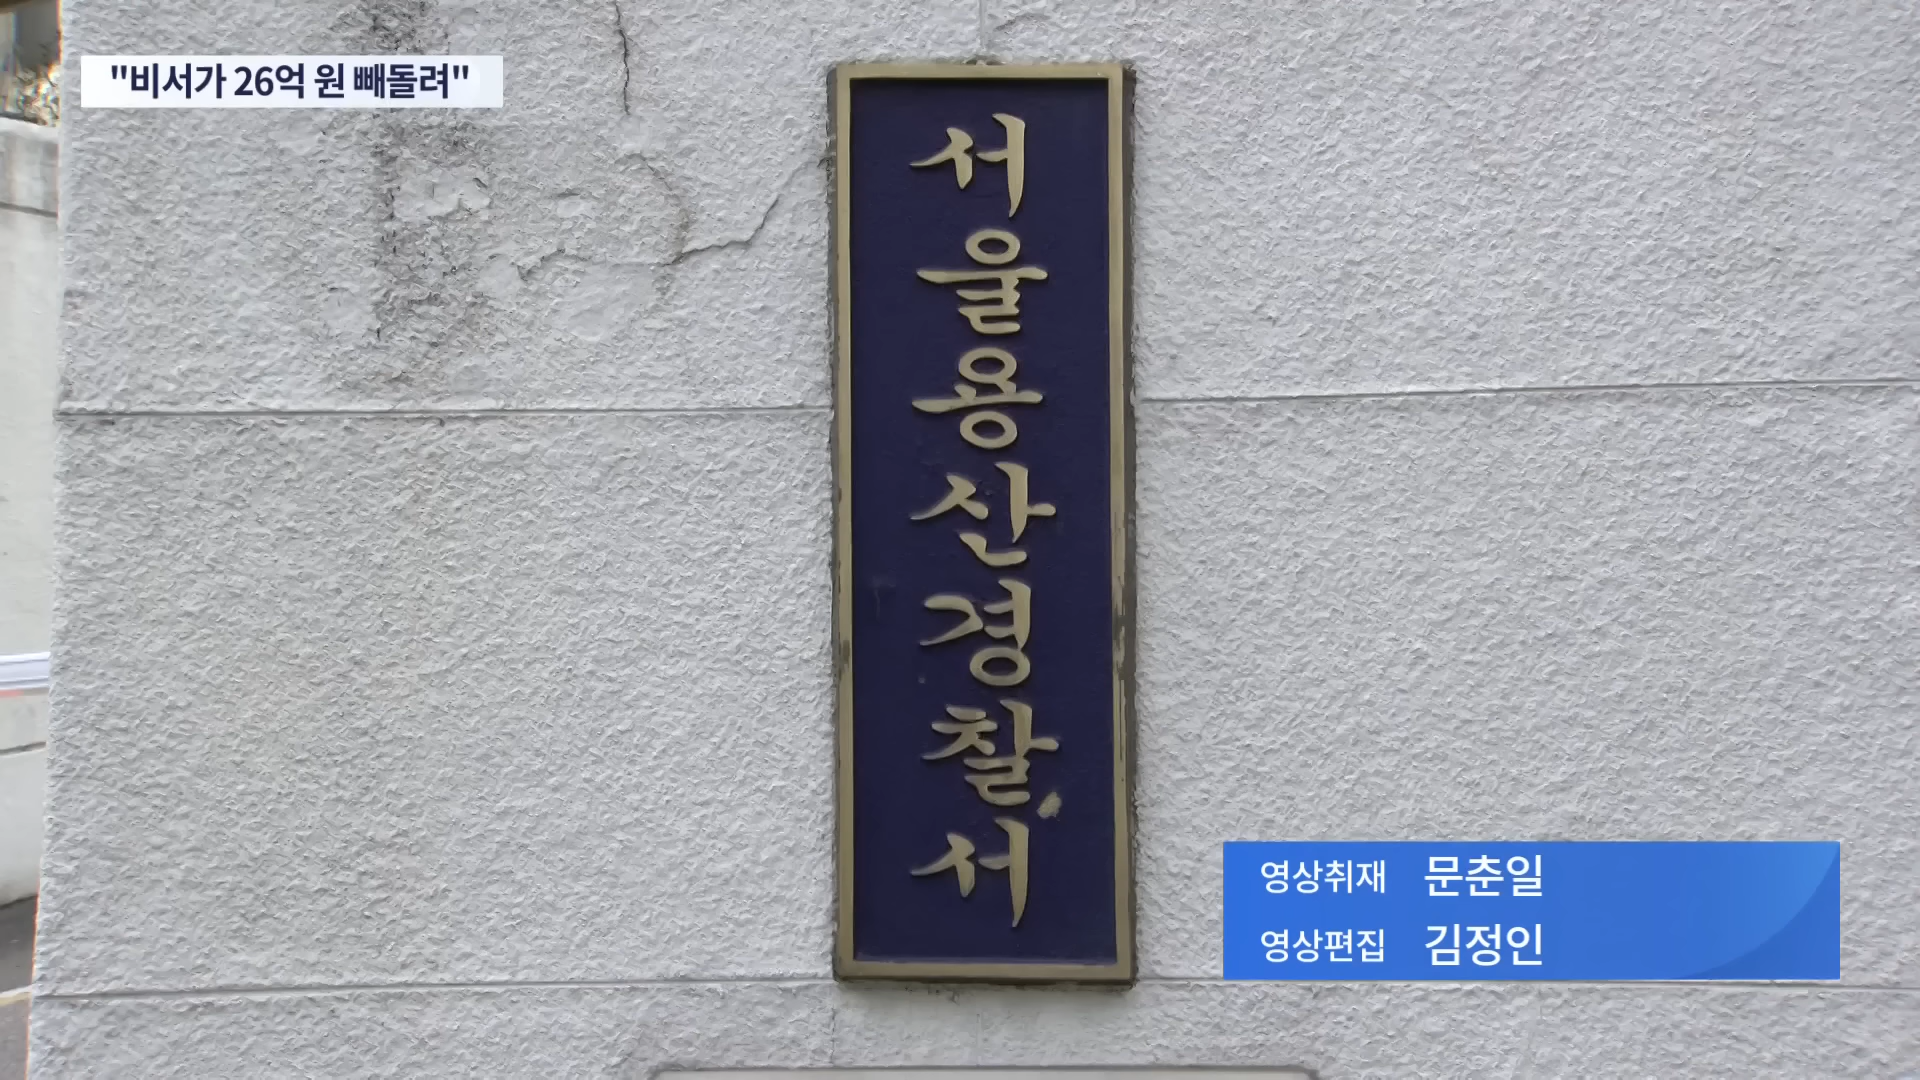 "비서가 26억 원 빼돌려"
서울용산경찰서
영상취재 문춘일
영상편집 김정인